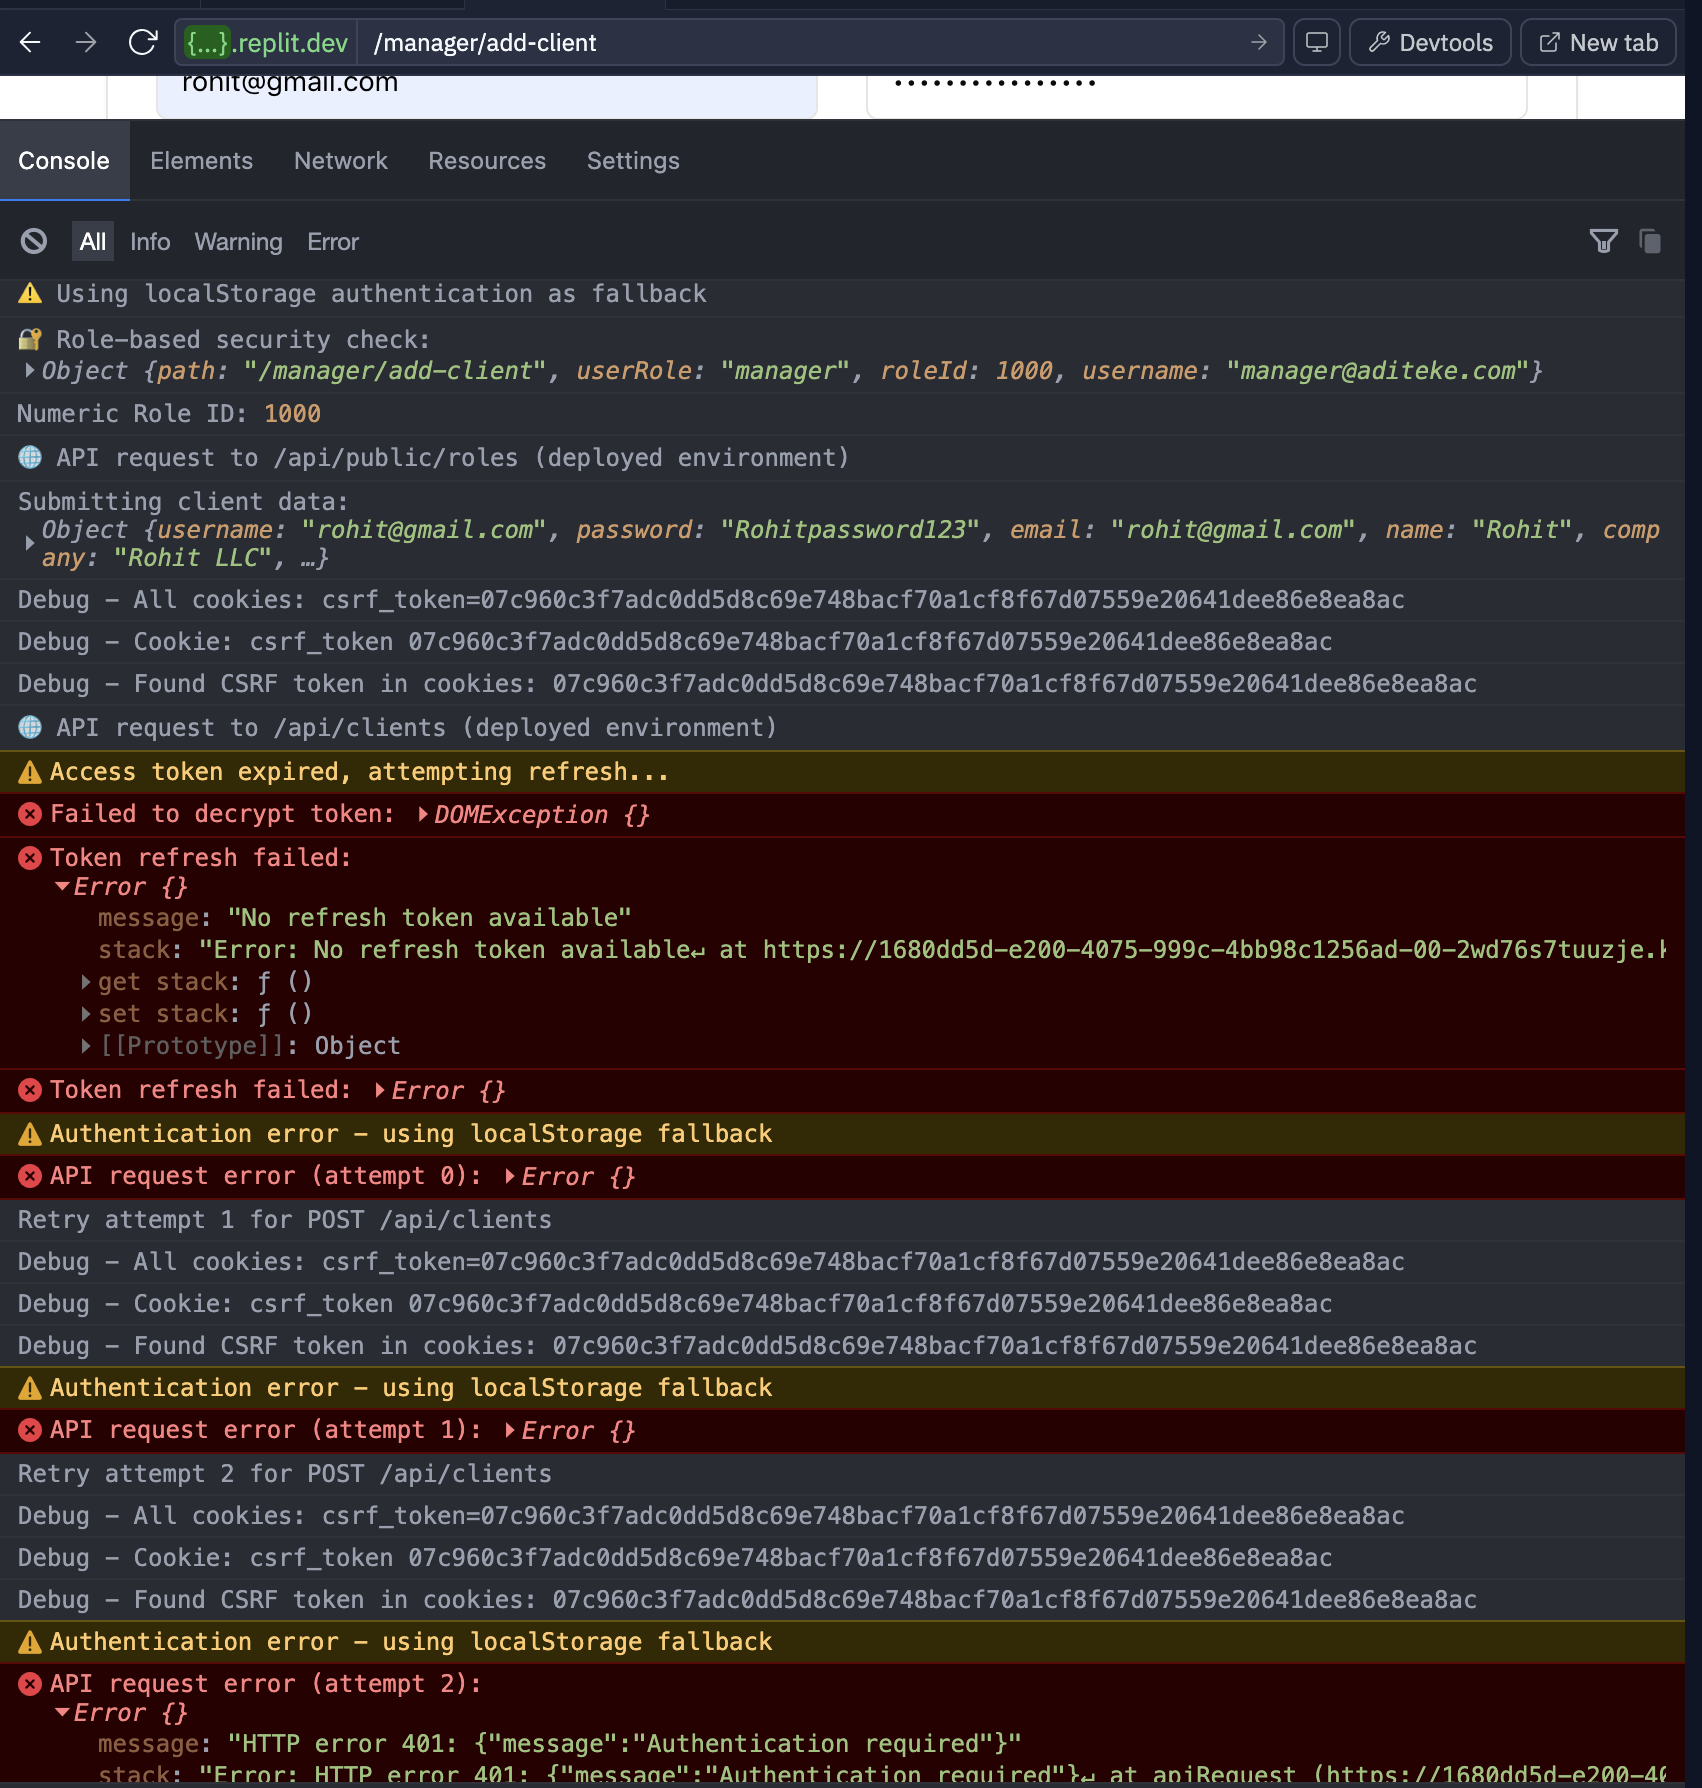 {...}.replit.dev /manager/add-client Devtools New tab
rohit@gmail.com ••••••••••••••••
Console Elements Network Resources Settings
All Info Warning Error
Using localStorage authentication as fallback
Role-based security check:
Object {path: "/manager/add-client", userRole: "manager", roleId: 1000, username: "manager@aditeke.com"}
Numeric Role ID: 1000
API request to /api/public/roles (deployed environment)
Submitting client data:
Object {username: "rohit@gmail.com", password: "Rohitpassword123", email: "rohit@gmail.com", name: "Rohit", comp
any: "Rohit LLC", …}
Debug – All cookies: csrf_token=07c960c3f7adc0dd5d8c69e748bacf70a1cf8f67d07559e20641dee86e8ea8ac
Debug – Cookie: csrf_token 07c960c3f7adc0dd5d8c69e748bacf70a1cf8f67d07559e20641dee86e8ea8ac
Debug – Found CSRF token in cookies: 07c960c3f7adc0dd5d8c69e748bacf70a1cf8f67d07559e20641dee86e8ea8ac
API request to /api/clients (deployed environment)
Access token expired, attempting refresh...
Failed to decrypt token: DOMException {}
Token refresh failed:
Error {}
message: "No refresh token available"
stack: "Error: No refresh token available↵ at https://1680dd5d-e200-4075-999c-4bb98c1256ad-00-2wd76s7tuuzje.k
get stack: ƒ ()
set stack: ƒ ()
[[Prototype]]: Object
Token refresh failed: Error {}
Authentication error – using localStorage fallback
API request error (attempt 0): Error {}
Retry attempt 1 for POST /api/clients
Debug – All cookies: csrf_token=07c960c3f7adc0dd5d8c69e748bacf70a1cf8f67d07559e20641dee86e8ea8ac
Debug – Cookie: csrf_token 07c960c3f7adc0dd5d8c69e748bacf70a1cf8f67d07559e20641dee86e8ea8ac
Debug – Found CSRF token in cookies: 07c960c3f7adc0dd5d8c69e748bacf70a1cf8f67d07559e20641dee86e8ea8ac
Authentication error – using localStorage fallback
API request error (attempt 1): Error {}
Retry attempt 2 for POST /api/clients
Debug – All cookies: csrf_token=07c960c3f7adc0dd5d8c69e748bacf70a1cf8f67d07559e20641dee86e8ea8ac
Debug – Cookie: csrf_token 07c960c3f7adc0dd5d8c69e748bacf70a1cf8f67d07559e20641dee86e8ea8ac
Debug – Found CSRF token in cookies: 07c960c3f7adc0dd5d8c69e748bacf70a1cf8f67d07559e20641dee86e8ea8ac
Authentication error – using localStorage fallback
API request error (attempt 2):
Error {}
message: "HTTP error 401: {"message":"Authentication required"}"
stack: "Error: HTTP error 401: {"message":"Authentication required"}↵ at apiRequest (https://1680dd5d-e200-40